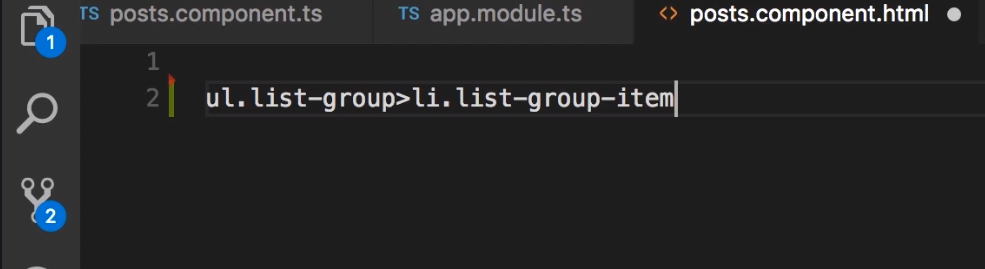 TS posts.component.ts TS app.module.ts <> posts.component.html
1
1
2 ul.list-group>li.list-group-item
2